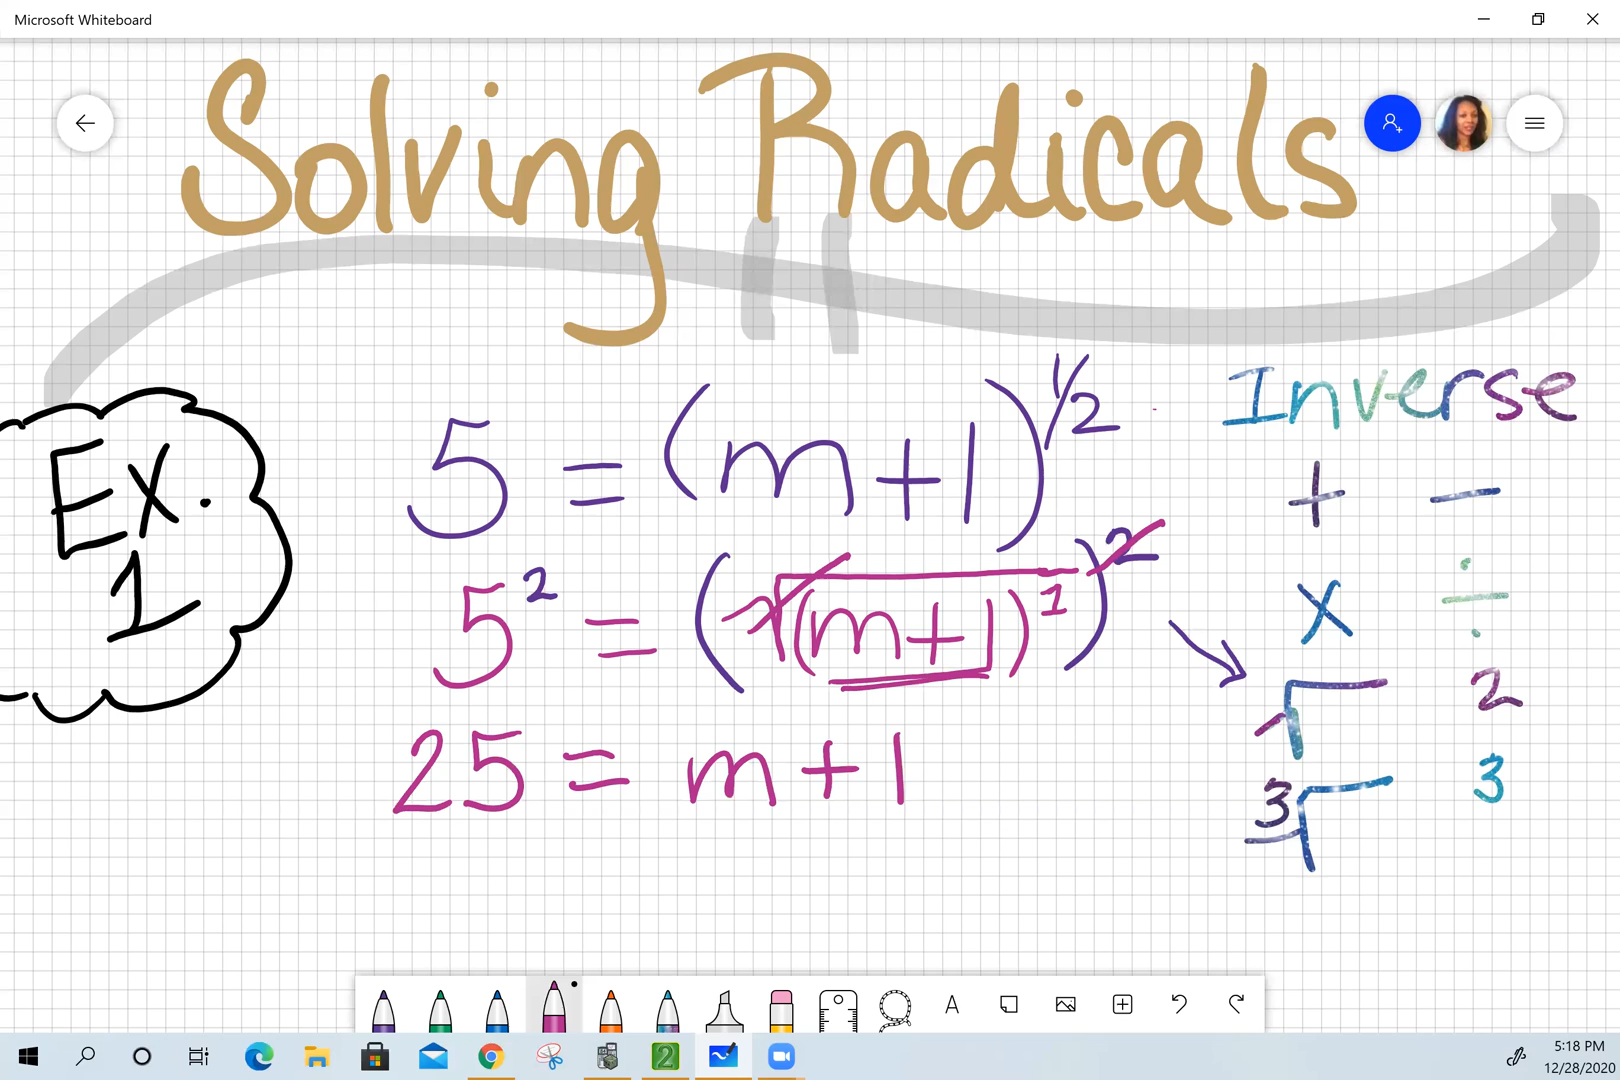 Microsoft Whiteboard
Solving Radicals
Ex. 1
5 = (m+1)^1/2
5² = (√(m+1)¹)²
25 = m+1
Inverse
+ −
x ÷
√ 2
3√ 3
A
2
5:18 PM
12/28/2020